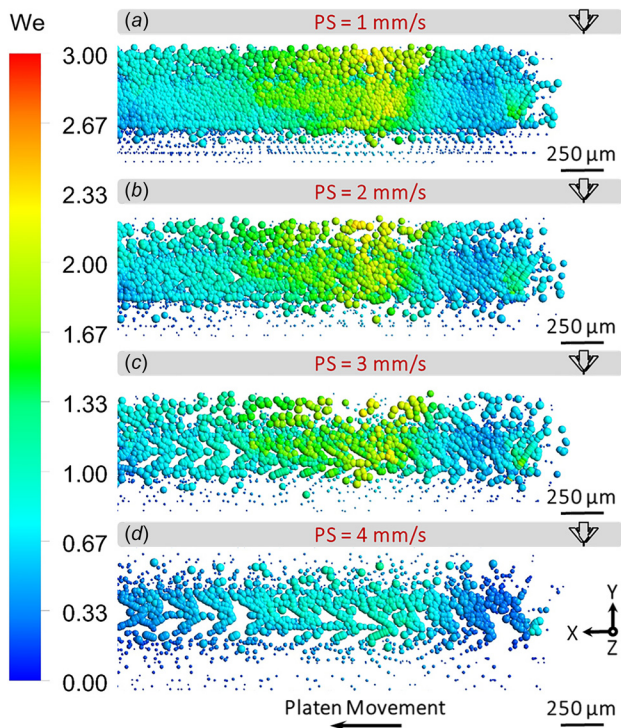 We
3.00
2.67
2.33
2.00
1.67
1.33
1.00
0.67
0.33
0.00
(a) PS = 1 mm/s
250 µm
(b) PS = 2 mm/s
250 µm
(c) PS = 3 mm/s
250 µm
(d) PS = 4 mm/s
Y
X
Z
Platen Movement
250 µm